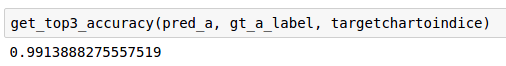 get_top3_accuracy(pred_a, gt_a_label, targetchartoindice)
0.9913888275557519